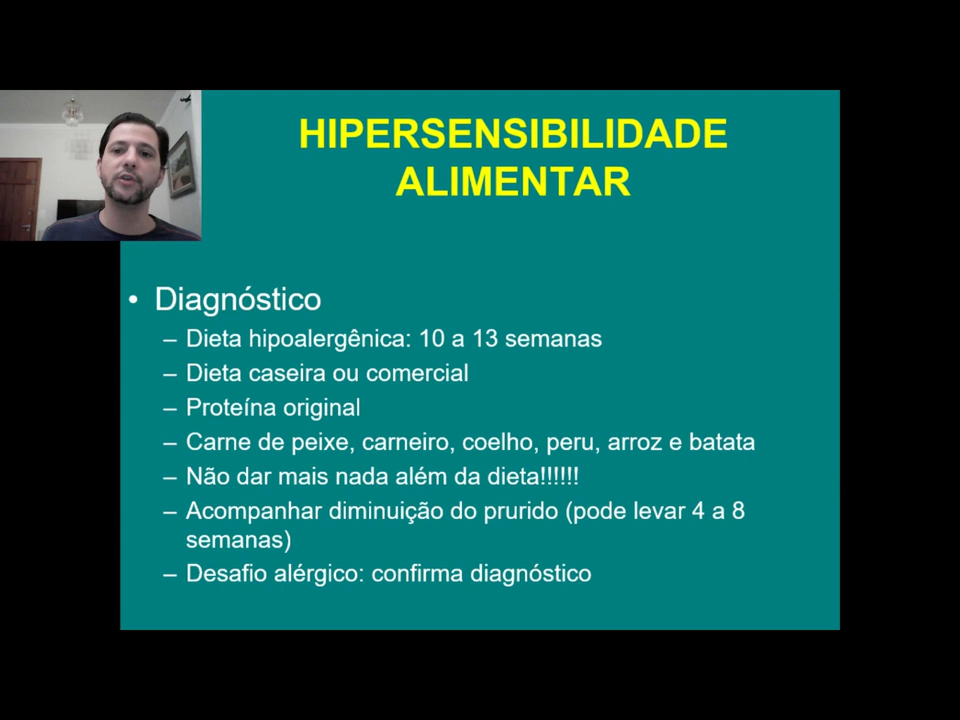 HIPERSENSIBILIDADE
ALIMENTAR
• Diagnóstico
– Dieta hipoalergênica: 10 a 13 semanas
– Dieta caseira ou comercial
– Proteína original
– Carne de peixe, carneiro, coelho, peru, arroz e batata
– Não dar mais nada além da dieta!!!!!!
– Acompanhar diminuição do prurido (pode levar 4 a 8
semanas)
– Desafio alérgico: confirma diagnóstico